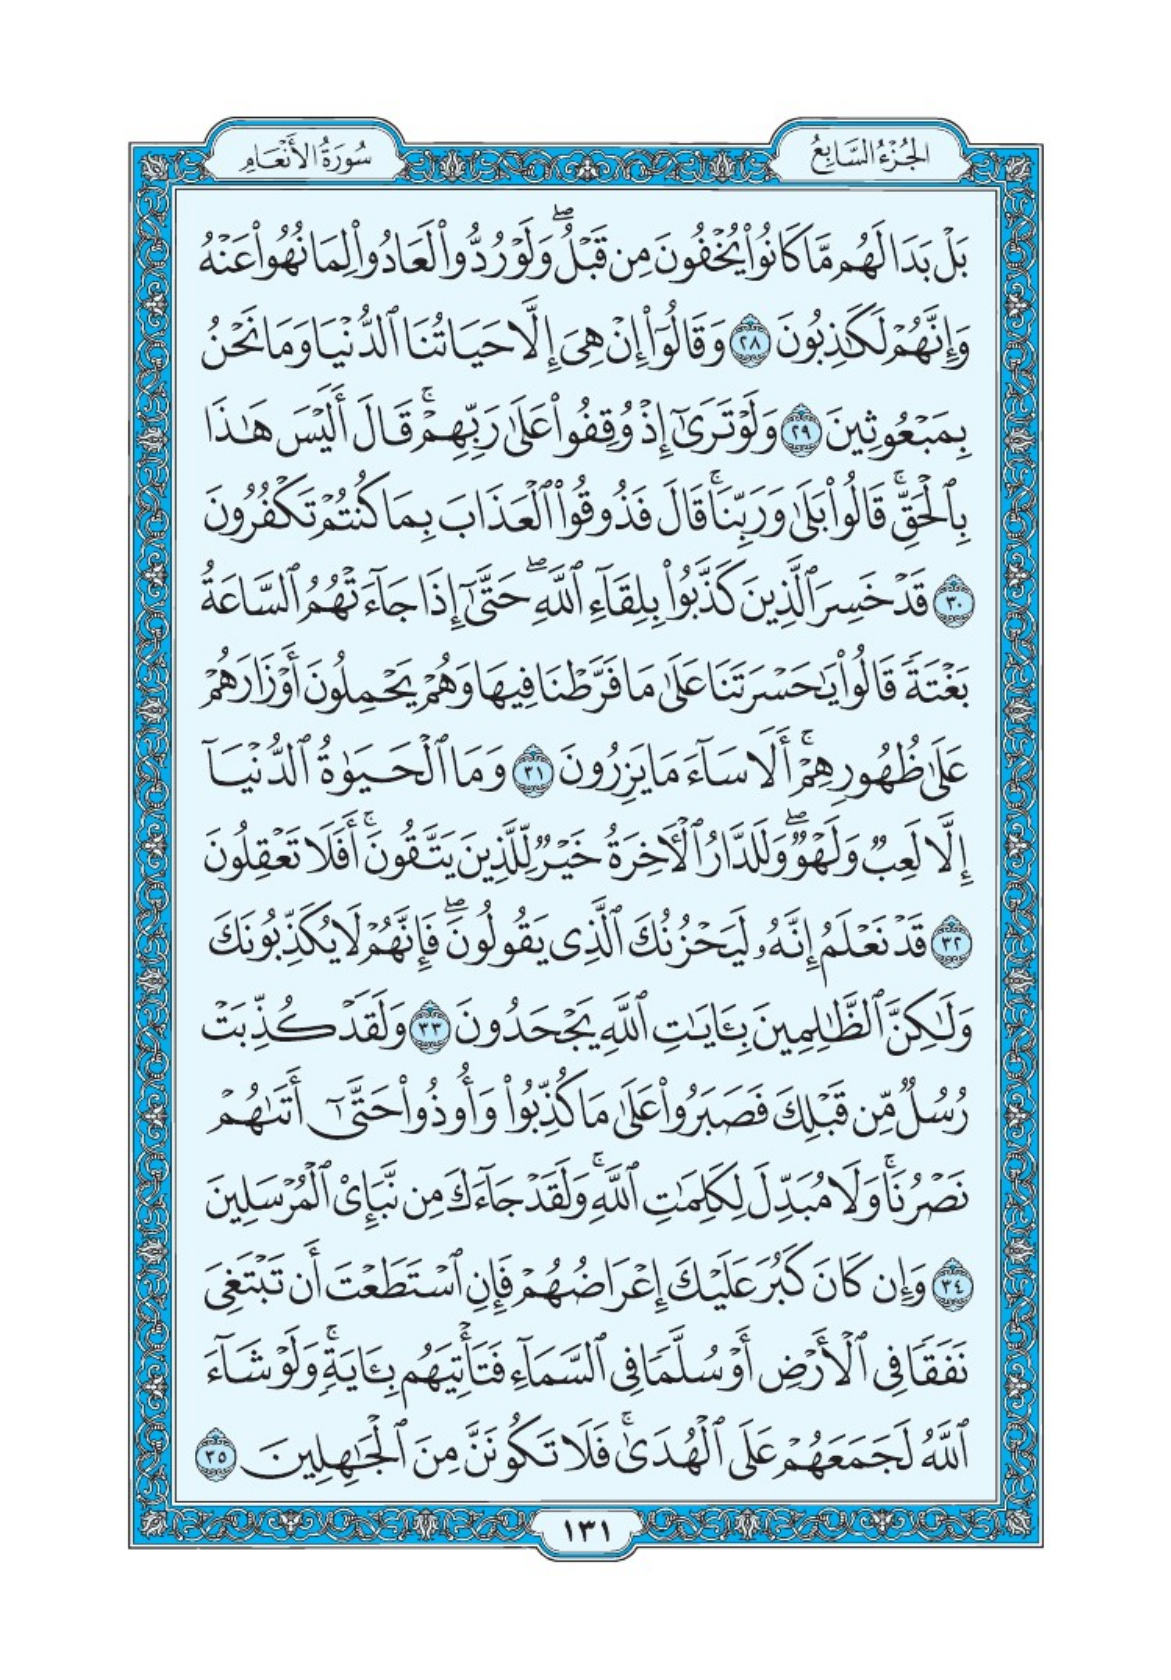 الجُزْءُ السَّابِعُ
سُورَةُ الأَنْعَامِ
بَلْ بَدَا لَهُم مَّا كَانُوا۟ يُخْفُونَ مِن قَبْلُ ۖ وَلَوْ رُدُّوا۟ لَعَادُوا۟ لِمَا نُهُوا۟ عَنْهُ
وَإِنَّهُمْ لَكَـٰذِبُونَ ٢٨ وَقَالُوٓا۟ إِنْ هِىَ إِلَّا حَيَاتُنَا ٱلدُّنْيَا وَمَا نَحْنُ
بِمَبْعُوثِينَ ٢٩ وَلَوْ تَرَىٰٓ إِذْ وُقِفُوا۟ عَلَىٰ رَبِّهِمْ ۚ قَالَ أَلَيْسَ هَـٰذَا
بِٱلْحَقِّ ۚ قَالُوا۟ بَلَىٰ وَرَبِّنَا ۚ قَالَ فَذُوقُوا۟ ٱلْعَذَابَ بِمَا كُنتُمْ تَكْفُرُونَ
٣٠ قَدْ خَسِرَ ٱلَّذِينَ كَذَّبُوا۟ بِلِقَآءِ ٱللَّهِ ۖ حَتَّىٰٓ إِذَا جَآءَتْهُمُ ٱلسَّاعَةُ
بَغْتَةً قَالُوا۟ يَـٰحَسْرَتَنَا عَلَىٰ مَا فَرَّطْنَا فِيهَا وَهُمْ يَحْمِلُونَ أَوْزَارَهُمْ
عَلَىٰ ظُهُورِهِمْ ۚ أَلَا سَآءَ مَا يَزِرُونَ ٣١ وَمَا ٱلْحَيَوٰةُ ٱلدُّنْيَآ
إِلَّا لَعِبٌ وَلَهْوٌ ۖ وَلَلدَّارُ ٱلْـَٔاخِرَةُ خَيْرٌ لِّلَّذِينَ يَتَّقُونَ ۚ أَفَلَا تَعْقِلُونَ
٣٢ قَدْ نَعْلَمُ إِنَّهُۥ لَيَحْزُنُكَ ٱلَّذِى يَقُولُونَ ۖ فَإِنَّهُمْ لَا يُكَذِّبُونَكَ
وَلَـٰكِنَّ ٱلظَّـٰلِمِينَ بِـَٔايَـٰتِ ٱللَّهِ يَجْحَدُونَ ٣٣ وَلَقَدْ كُذِّبَتْ
رُسُلٌ مِّن قَبْلِكَ فَصَبَرُوا۟ عَلَىٰ مَا كُذِّبُوا۟ وَأُوذُوا۟ حَتَّىٰٓ أَتَىٰهُمْ
نَصْرُنَا ۚ وَلَا مُبَدِّلَ لِكَلِمَـٰتِ ٱللَّهِ ۚ وَلَقَدْ جَآءَكَ مِن نَّبَإِى۟ ٱلْمُرْسَلِينَ
٣٤ وَإِن كَانَ كَبُرَ عَلَيْكَ إِعْرَاضُهُمْ فَإِنِ ٱسْتَطَعْتَ أَن تَبْتَغِىَ
نَفَقًا فِى ٱلْأَرْضِ أَوْ سُلَّمًا فِى ٱلسَّمَآءِ فَتَأْتِيَهُم بِـَٔايَةٍ ۚ وَلَوْ شَآءَ
ٱللَّهُ لَجَمَعَهُمْ عَلَى ٱلْهُدَىٰ ۚ فَلَا تَكُونَنَّ مِنَ ٱلْجَـٰهِلِينَ ٣٥
١٣١